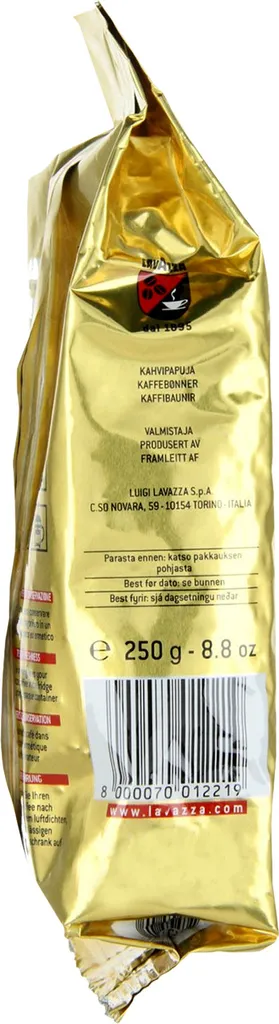 LAVAZZA
dal 1895
KAHVIPAPUJA
KAFFEBØNNER
KAFFIBAUNIR
VALMISTAJA
PRODUSERT AV
FRAMLEITT AF
LUIGI LAVAZZA S.p.A.
C.SO NOVARA, 59 - 10154 TORINO - ITALIA
Parasta ennen: katso pakkauksen
pohjasta
Best før dato: se bunnen
Best fyrir: sjá dagsetningu neðar
e 250 g - 8.8 oz
8 000070 012219
www.lavazza.com